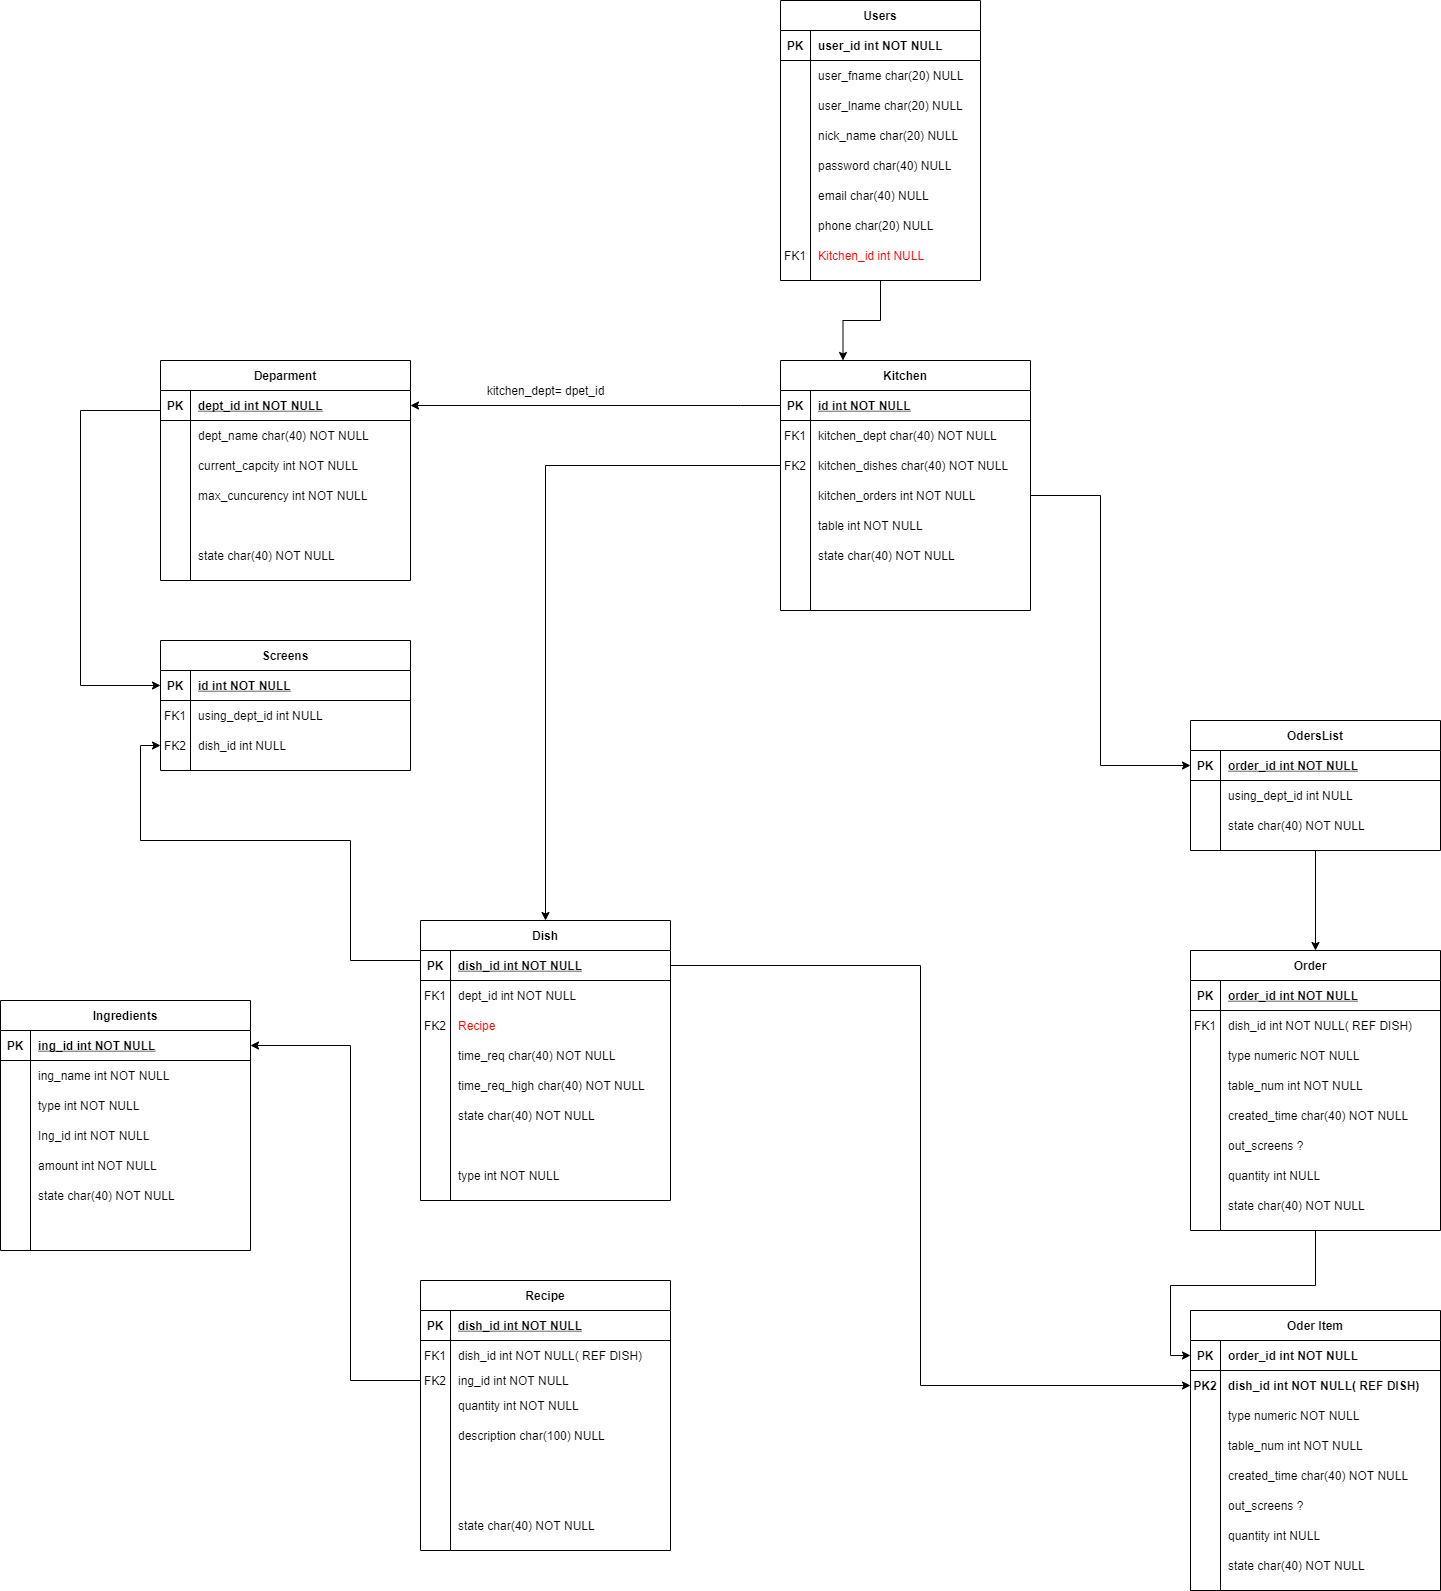 Users
PK user_id int NOT NULL
user_fname char(20) NULL
user_lname char(20) NULL
nick_name char(20) NULL
password char(40) NULL
email char(40) NULL
phone char(20) NULL
FK1 Kitchen_id int NULL
Deparment
PK dept_id int NOT NULL
dept_name char(40) NOT NULL
current_capcity int NOT NULL
max_cuncurency int NOT NULL
state char(40) NOT NULL
kitchen_dept= dpet_id
Kitchen
PK id int NOT NULL
FK1 kitchen_dept char(40) NOT NULL
FK2 kitchen_dishes char(40) NOT NULL
kitchen_orders int NOT NULL
table int NOT NULL
state char(40) NOT NULL
Screens
PK id int NOT NULL
FK1 using_dept_id int NULL
FK2 dish_id int NULL
OdersList
PK order_id int NOT NULL
using_dept_id int NULL
state char(40) NOT NULL
Dish
PK dish_id int NOT NULL
FK1 dept_id int NOT NULL
FK2 Recipe
time_req char(40) NOT NULL
time_req_high char(40) NOT NULL
state char(40) NOT NULL
type int NOT NULL
Order
PK order_id int NOT NULL
FK1 dish_id int NOT NULL( REF DISH)
type numeric NOT NULL
table_num int NOT NULL
created_time char(40) NOT NULL
out_screens ?
quantity int NULL
state char(40) NOT NULL
Ingredients
PK ing_id int NOT NULL
ing_name int NOT NULL
type int NOT NULL
Ing_id int NOT NULL
amount int NOT NULL
state char(40) NOT NULL
Recipe
PK dish_id int NOT NULL
FK1 dish_id int NOT NULL( REF DISH)
FK2 ing_id int NOT NULL
quantity int NOT NULL
description char(100) NULL
state char(40) NOT NULL
Oder Item
PK order_id int NOT NULL
PK2 dish_id int NOT NULL( REF DISH)
type numeric NOT NULL
table_num int NOT NULL
created_time char(40) NOT NULL
out_screens ?
quantity int NULL
state char(40) NOT NULL